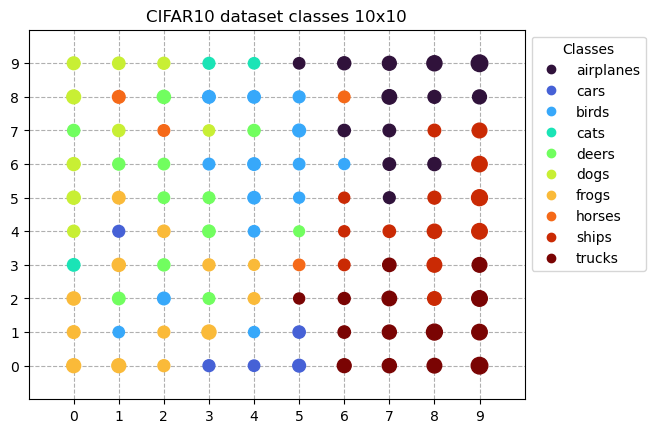 CIFAR10 dataset classes 10x10
9
8
7
6
5
4
3
2
1
0
0 1 2 3 4 5 6 7 8 9
Classes
airplanes
cars
birds
cats
deers
dogs
frogs
horses
ships
trucks